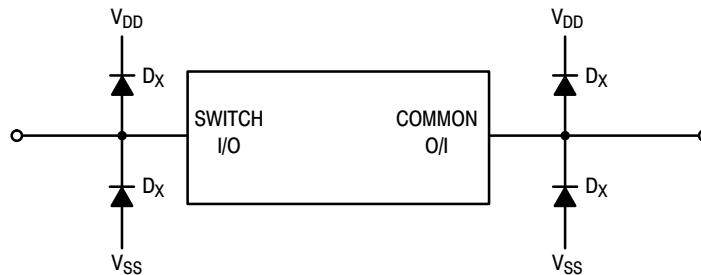 VDD
VDD
DX
DX
SWITCH
I/O
COMMON
O/I
DX
DX
VSS
VSS